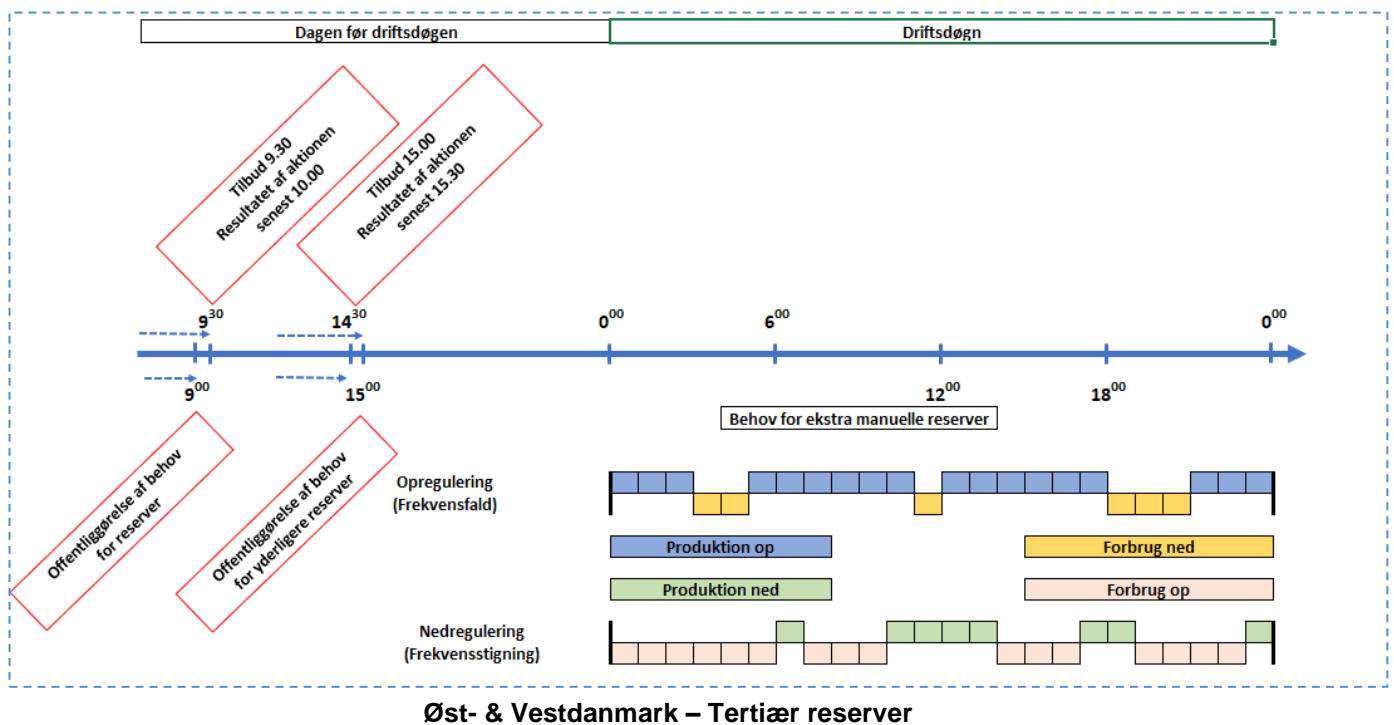 Dagen før driftsdøgen
Driftsdøgn
Tilbud 9.30
Resultatet af aktionen
senest 10.00
Tilbud 15.00
Resultatet af aktionen
senest 15.30
9³⁰
14³⁰
0⁰⁰
6⁰⁰
0⁰⁰
9⁰⁰
15⁰⁰
12⁰⁰
18⁰⁰
Behov for ekstra manuelle reserver
Offentliggørelse af behov
for reserver
Offentliggørelse af behov
for yderligere reserver
Opregulering
(Frekvensfald)
Produktion op
Forbrug ned
Produktion ned
Forbrug op
Nedregulering
(Frekvensstigning)
Øst- & Vestdanmark – Tertiær reserver